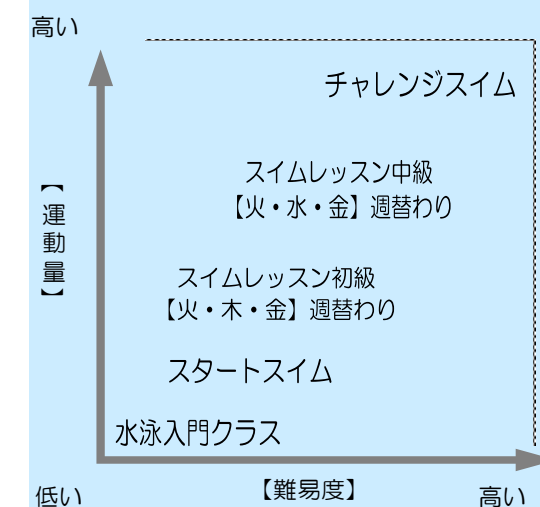 高い
チャレンジスイム
スイムレッスン中級
【火・水・金】週替わり
【運動量】
スイムレッスン初級
【火・木・金】週替わり
スタートスイム
水泳入門クラス
低い
【難易度】
高い